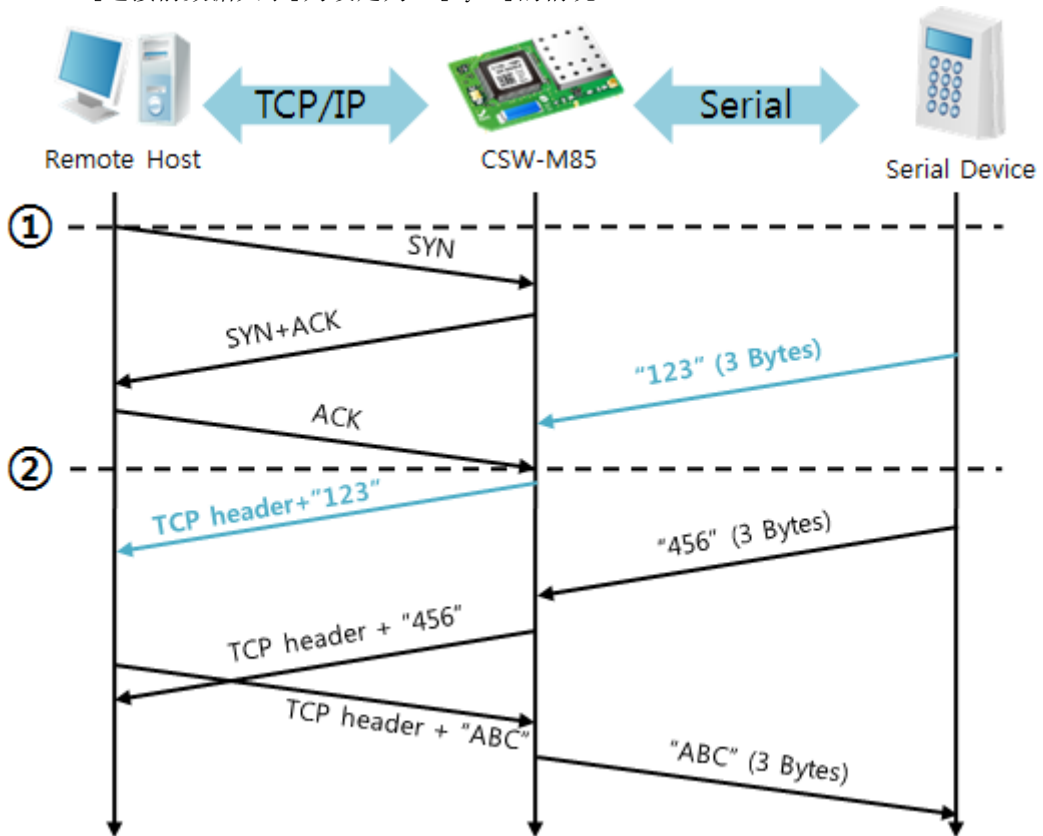 TCP/IP
Serial
Remote Host
CSW-M85
Serial Device
①
SYN
SYN+ACK
"123" (3 Bytes)
ACK
②
TCP header+"123"
"456" (3 Bytes)
TCP header + "456"
TCP header + "ABC"
"ABC" (3 Bytes)